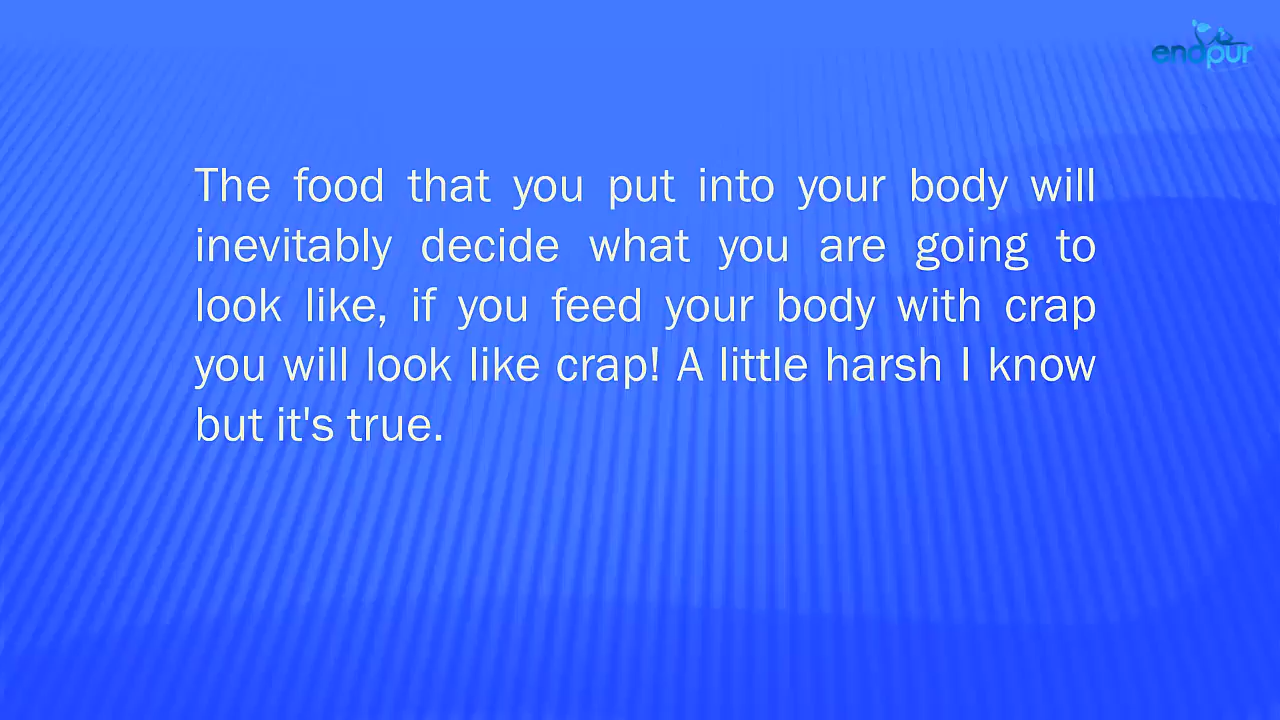 endpur
The food that you put into your body will
inevitably decide what you are going to
look like, if you feed your body with crap
you will look like crap! A little harsh I know
but it's true.